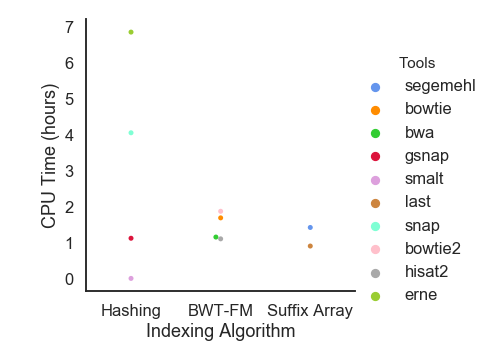 7
6
5
4
3
2
1
0
CPU Time (hours)
Hashing
BWT-FM
Suffix Array
Indexing Algorithm
Tools
segemehl
bowtie
bwa
gsnap
smalt
last
snap
bowtie2
hisat2
erne